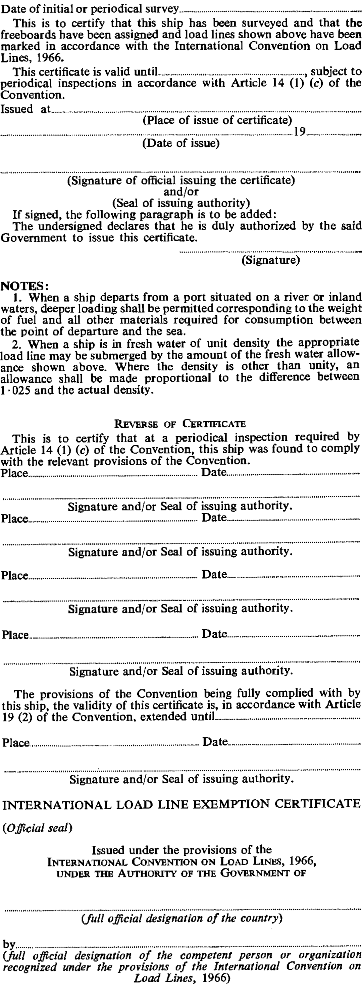 Date of initial or periodical survey
This is to certify that this ship has been surveyed and that the
freeboards have been assigned and load lines shown above have been
marked in accordance with the International Convention on Load
Lines, 1966.
This certificate is valid until, subject to
periodical inspections in accordance with Article 14 (1) (c) of the
Convention.
Issued at
(Place of issue of certificate)
19
(Date of issue)
(Signature of official issuing the certificate)
and/or
(Seal of issuing authority)
If signed, the following paragraph is to be added:
The undersigned declares that he is duly authorized by the said
Government to issue this certificate.
(Signature)
NOTES:
1. When a ship departs from a port situated on a river or inland
waters, deeper loading shall be permitted corresponding to the weight
of fuel and all other materials required for consumption between
the point of departure and the sea.
2. When a ship is in fresh water of unit density the appropriate
load line may be submerged by the amount of the fresh water allow-
ance shown above. Where the density is other than unity, an
allowance shall be made proportional to the difference between
1·025 and the actual density.
REVERSE OF CERTIFICATE
This is to certify that at a periodical inspection required by
Article 14 (1) (c) of the Convention, this ship was found to comply
with the relevant provisions of the Convention.
Place Date
Signature and/or Seal of issuing authority.
Place Date
Signature and/or Seal of issuing authority.
Place Date
Signature and/or Seal of issuing authority.
Place Date
Signature and/or Seal of issuing authority.
The provisions of the Convention being fully complied with by
this ship, the validity of this certificate is, in accordance with Article
19 (2) of the Convention, extended until
Place Date
Signature and/or Seal of issuing authority.
INTERNATIONAL LOAD LINE EXEMPTION CERTIFICATE
(Official seal)
Issued under the provisions of the
INTERNATIONAL CONVENTION ON LOAD LINES, 1966,
UNDER THE AUTHORITY OF THE GOVERNMENT OF
(full official designation of the country)
by
(full official designation of the competent person or organization
recognized under the provisions of the International Convention on
Load Lines, 1966)